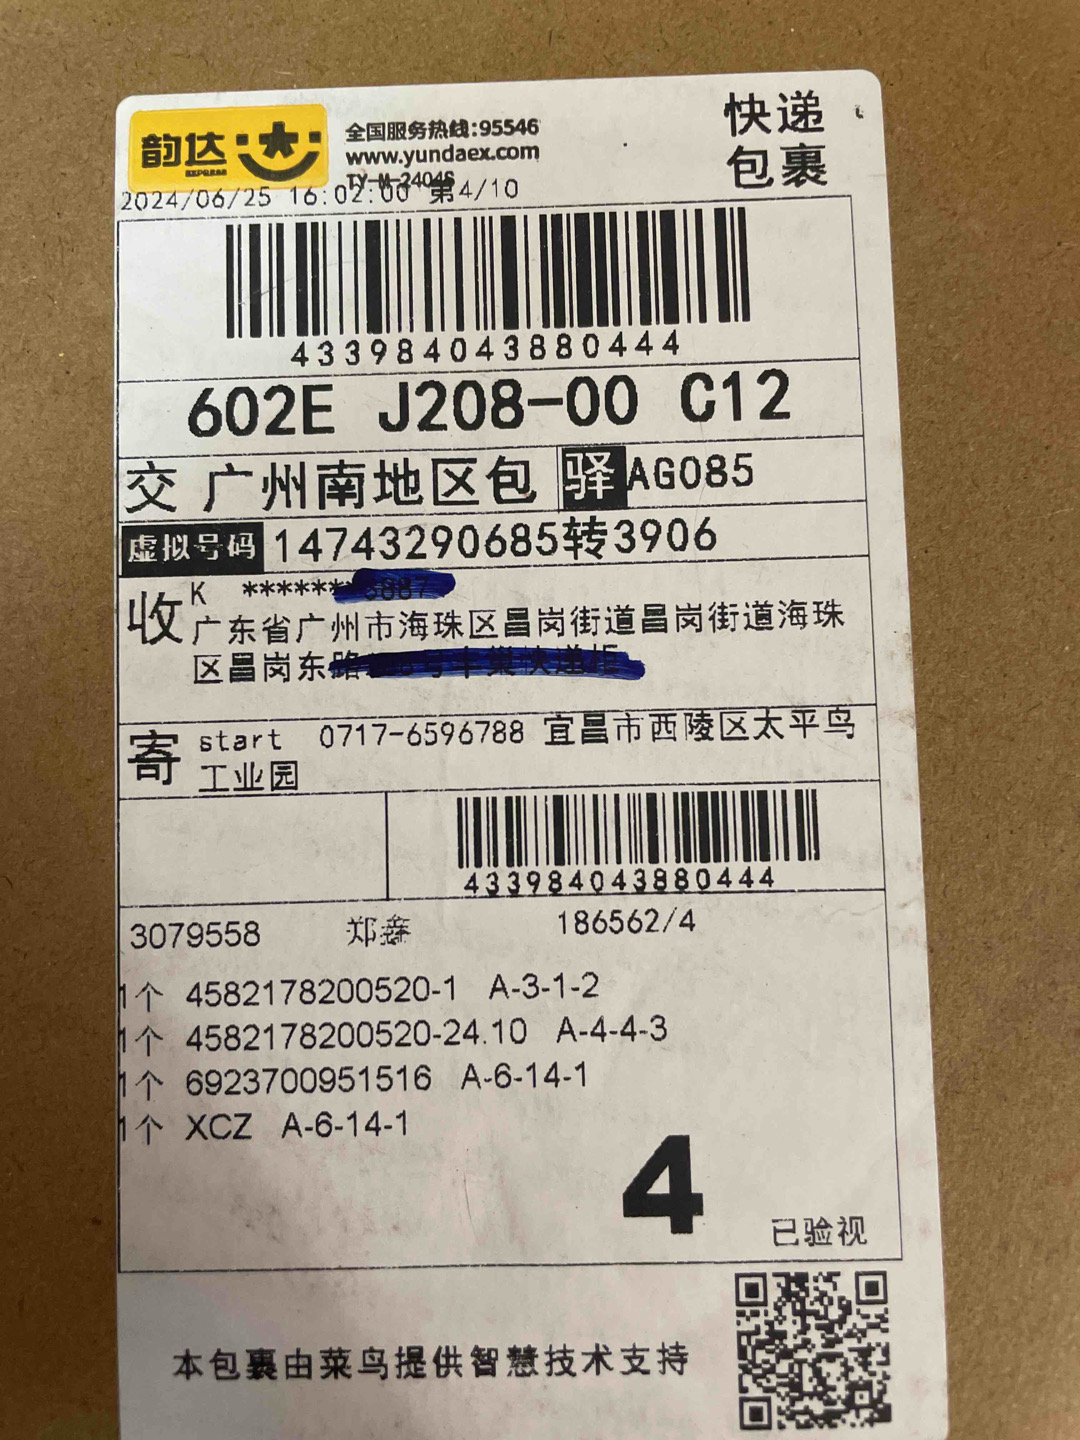 韵达
EXPRESS
全国服务热线:95546
www.yundaex.com
TY-M-2404S
快递
包裹
2024/06/25 16:02:00 第4/10
433984043880444
602E J208-00 C12
交 广州南地区包 驿 AG085
虚拟号码 14743290685转3906
收 K *******
广东省广州市海珠区昌岗街道昌岗街道海珠
区昌岗东
寄 start 0717-6596788 宜昌市西陵区太平鸟
工业园
433984043880444
3079558 郑鑫 186562/4
1个 4582178200520-1 A-3-1-2
1个 4582178200520-24.10 A-4-4-3
1个 6923700951516 A-6-14-1
1个 XCZ A-6-14-1
4
已验视
本包裹由菜鸟提供智慧技术支持